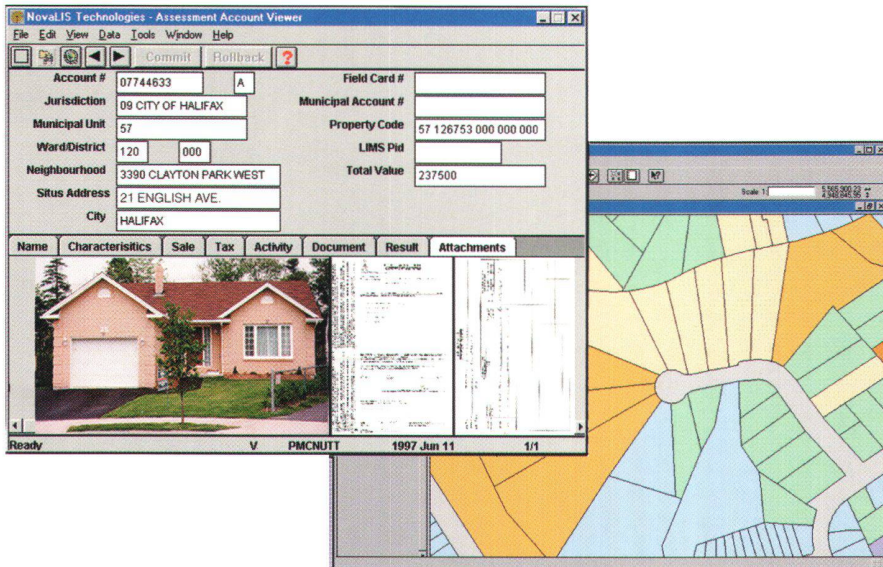 NovaLIS Technologies - Assessment Account Viewer
File Edit View Data Tools Window Help
Commit Rollback ?
Account # 07744633 A
Field Card #
Jurisdiction 09 CITY OF HALIFAX
Municipal Account #
Municipal Unit 57
Property Code 57 126753 000 000 000
Ward/District 120 000
LIMS Pid
Neighbourhood 3390 CLAYTON PARK WEST
Total Value 237500
Situs Address 21 ENGLISH AVE.
City HALIFAX
Name Characterisitics Sale Tax Activity Document Result Attachments
Ready V PMCNUTT 1997 Jun 11 1/1
Scale 1: